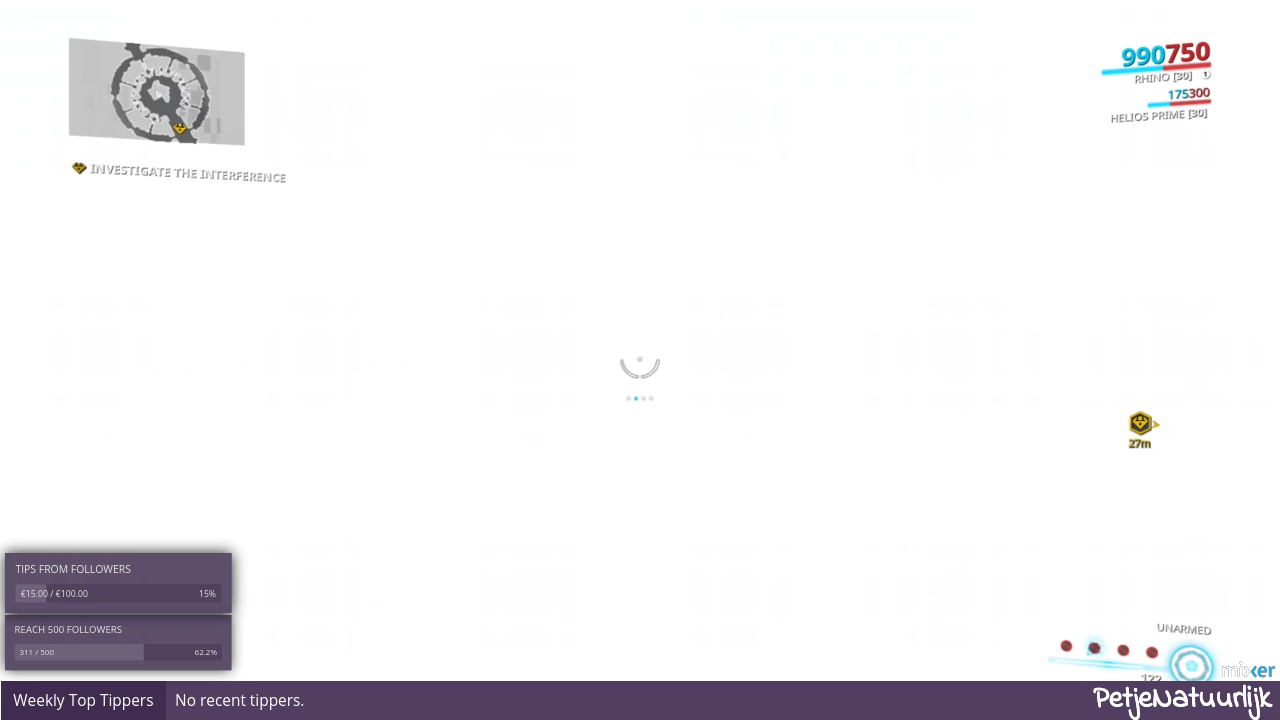 990750
RHINO [30] 1
175300
HELIOS PRIME [30]
INVESTIGATE THE INTERFERENCE
27m
TIPS FROM FOLLOWERS
€15.00 / €100.00 15%
REACH 500 FOLLOWERS
311 / 500 62.2%
UNARMED
mixer
Weekly Top Tippers No recent tippers.
PetjeNatuurlijk